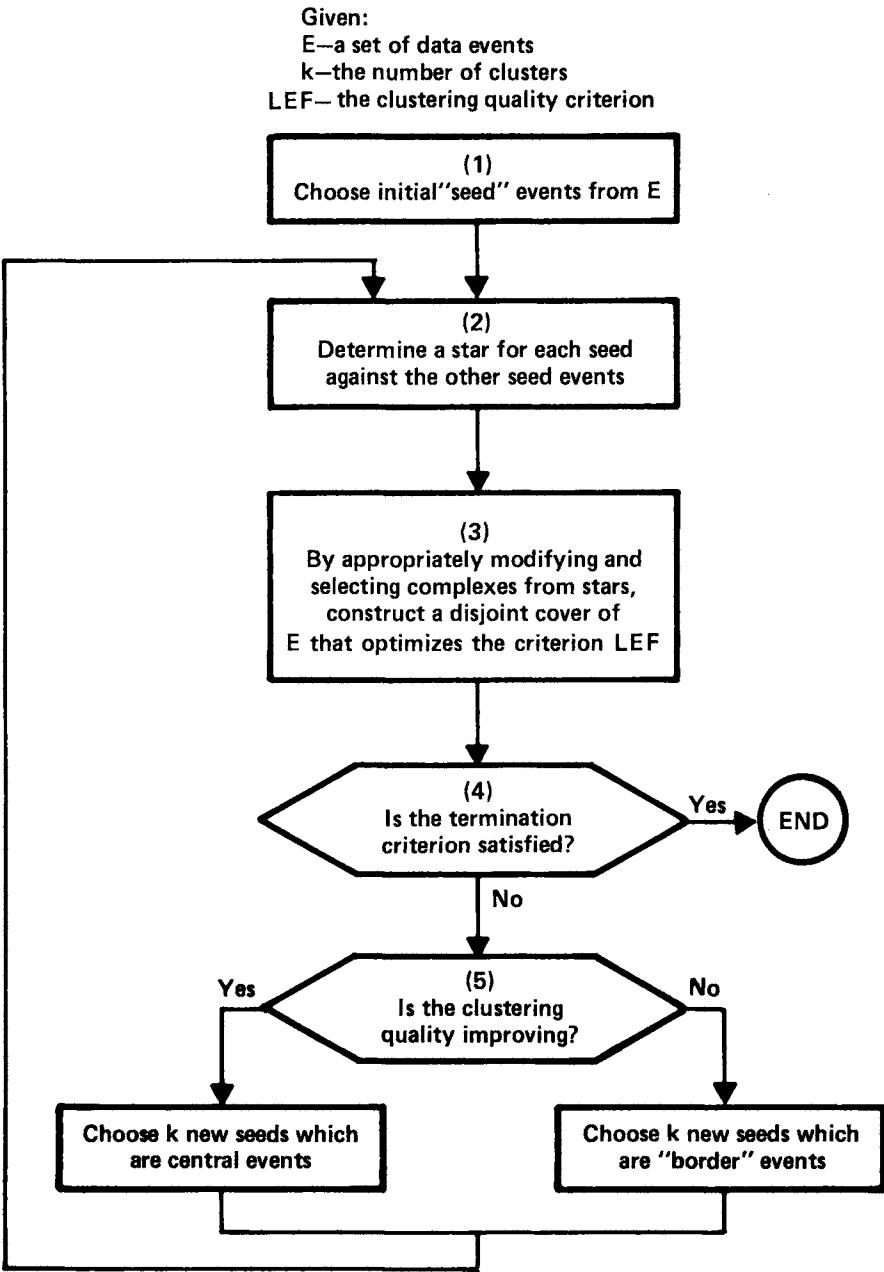 Given:
E—a set of data events
k—the number of clusters
LEF— the clustering quality criterion
(1)
Choose initial"seed" events from E
(2)
Determine a star for each seed
against the other seed events
(3)
By appropriately modifying and
selecting complexes from stars,
construct a disjoint cover of
E that optimizes the criterion LEF
(4)
Is the termination
criterion satisfied?
Yes
END
No
(5)
Is the clustering
quality improving?
Yes
No
Choose k new seeds which
are central events
Choose k new seeds which
are "border" events